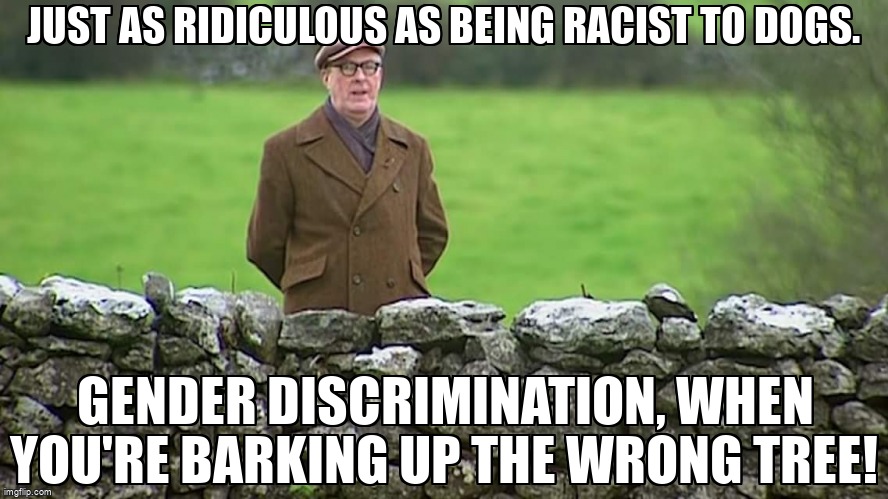 JUST AS RIDICULOUS AS BEING RACIST TO DOGS.
GENDER DISCRIMINATION, WHEN
YOU'RE BARKING UP THE WRONG TREE!
imgflip.com